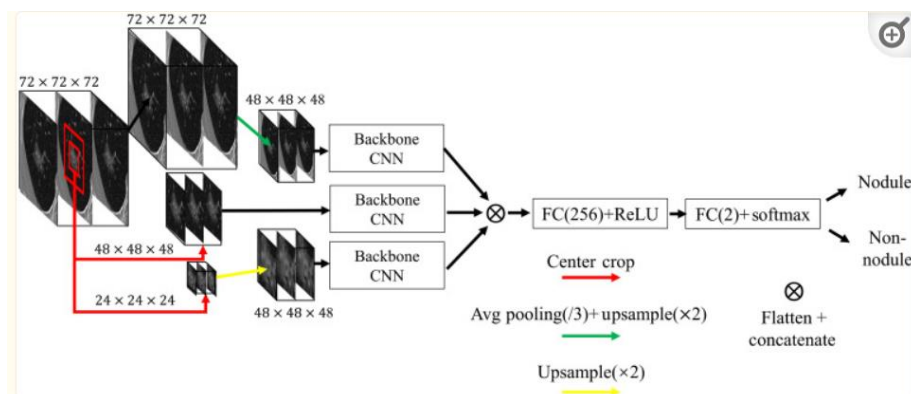 72 × 72 × 72
72 × 72 × 72
48 × 48 × 48
Backbone
CNN
Backbone
CNN
Backbone
CNN
48 × 48 × 48
24 × 24 × 24
48 × 48 × 48
FC(256)+ReLU
FC(2)+softmax
Nodule
Non-
nodule
Center crop
Avg pooling(/3)+upsample(×2)
Upsample(×2)
Flatten +
concatenate